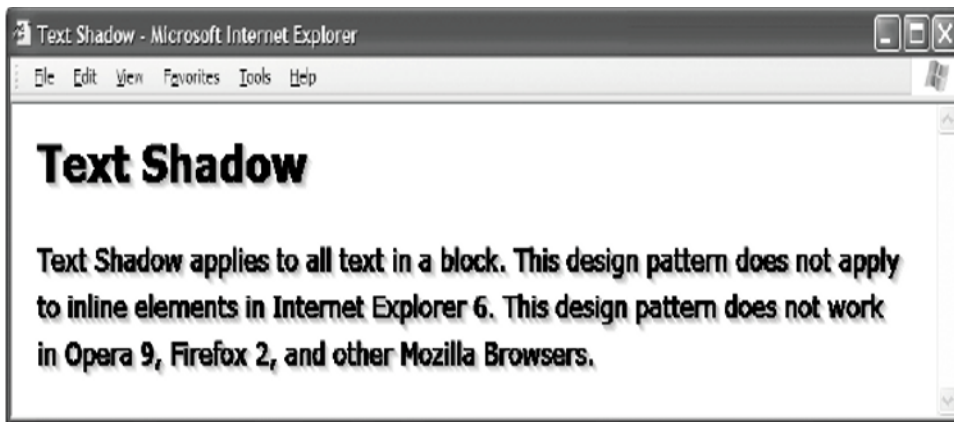 Text Shadow - Microsoft Internet Explorer
File Edit View Favorites Tools Help
Text Shadow
Text Shadow applies to all text in a block. This design pattern does not apply
to inline elements in Internet Explorer 6. This design pattern does not work
in Opera 9, Firefox 2, and other Mozilla Browsers.